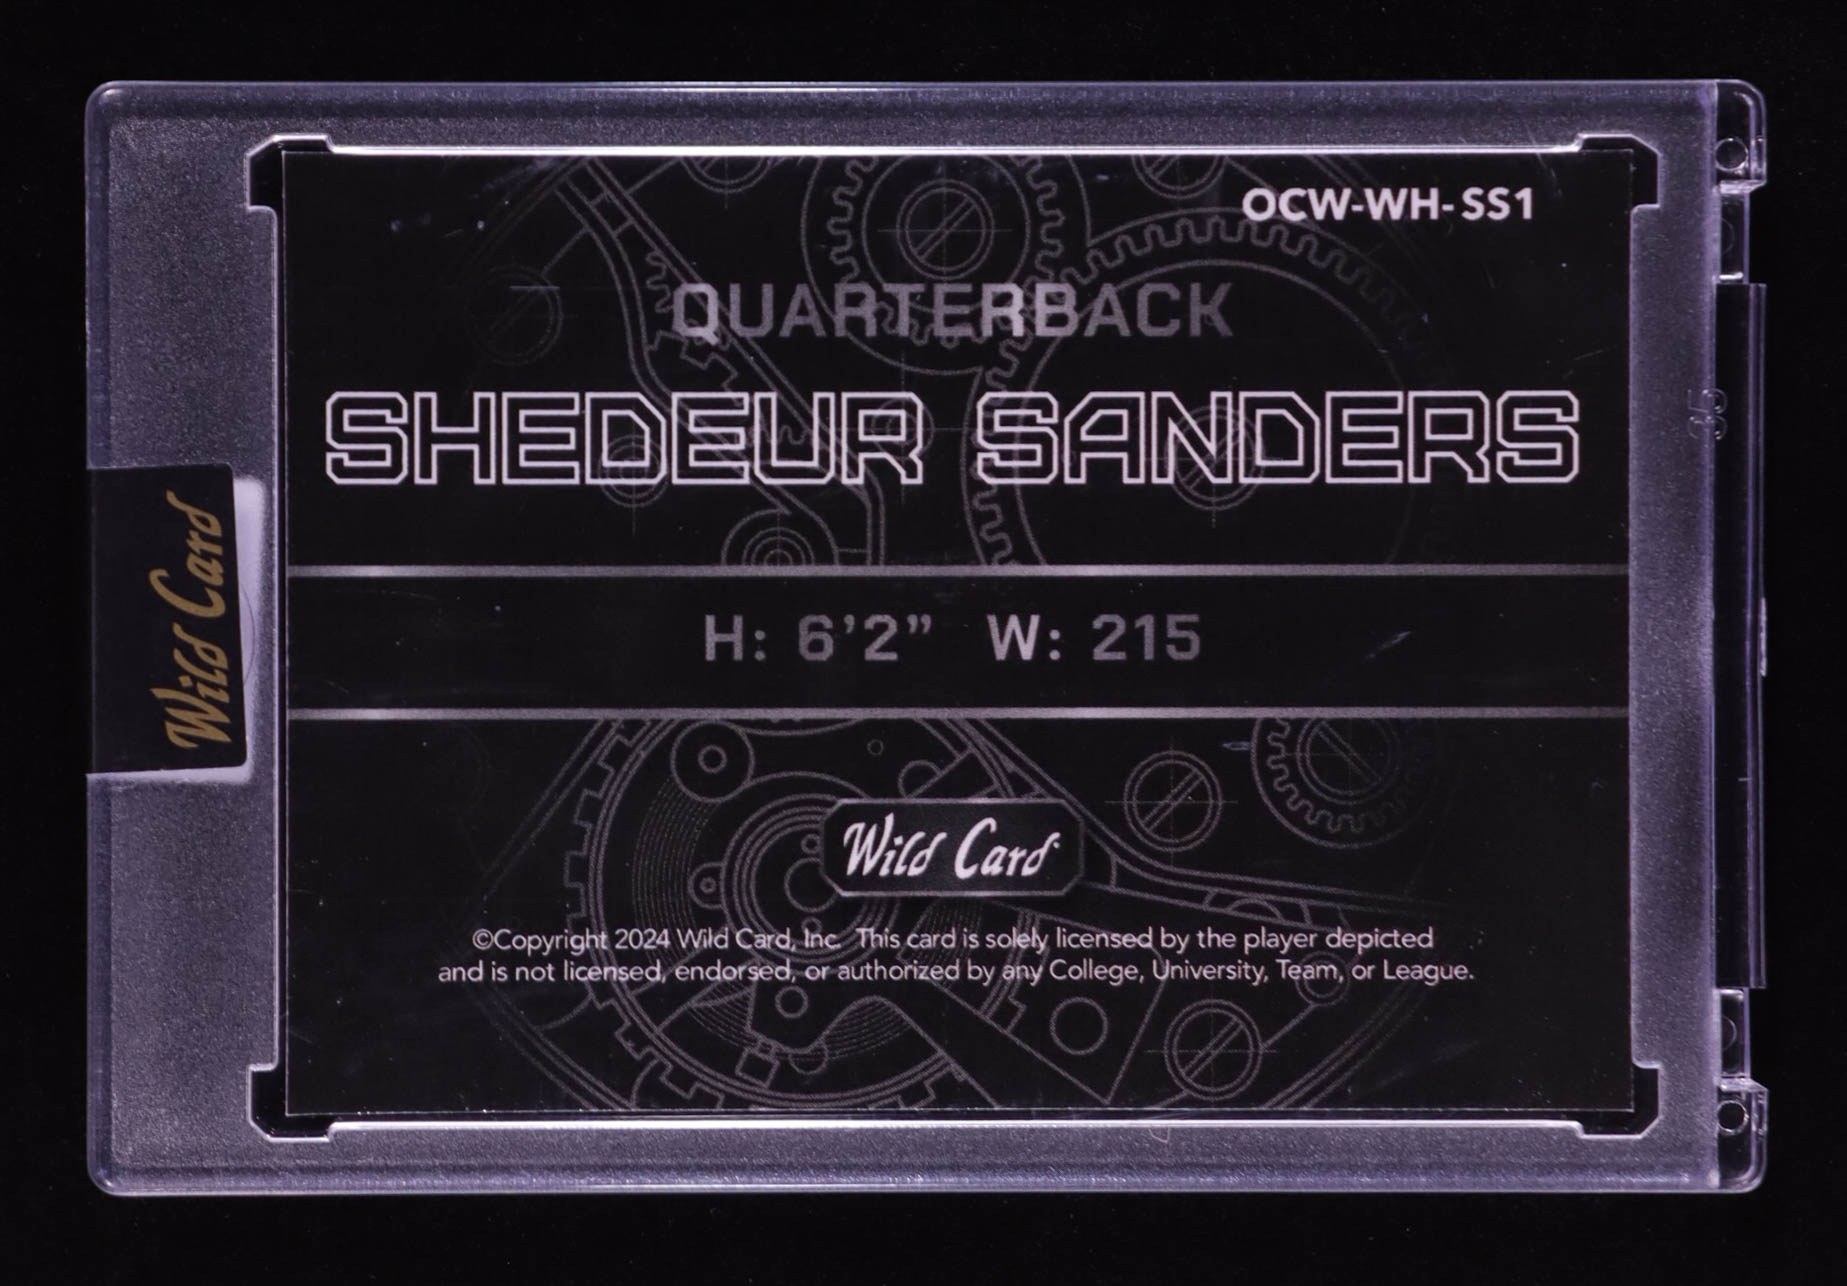 OCW-WH-SS1
QUARTERBACK
SHEDEUR SANDERS
H: 6'2” W: 215
Wild Card
Wild Card
©Copyright 2024 Wild Card, Inc. This card is solely licensed by the player depicted
and is not licensed, endorsed, or authorized by any College, University, Team, or League.